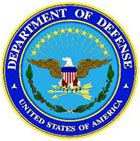 DEPARTMENT OF DEFENSE
UNITED STATES OF AMERICA